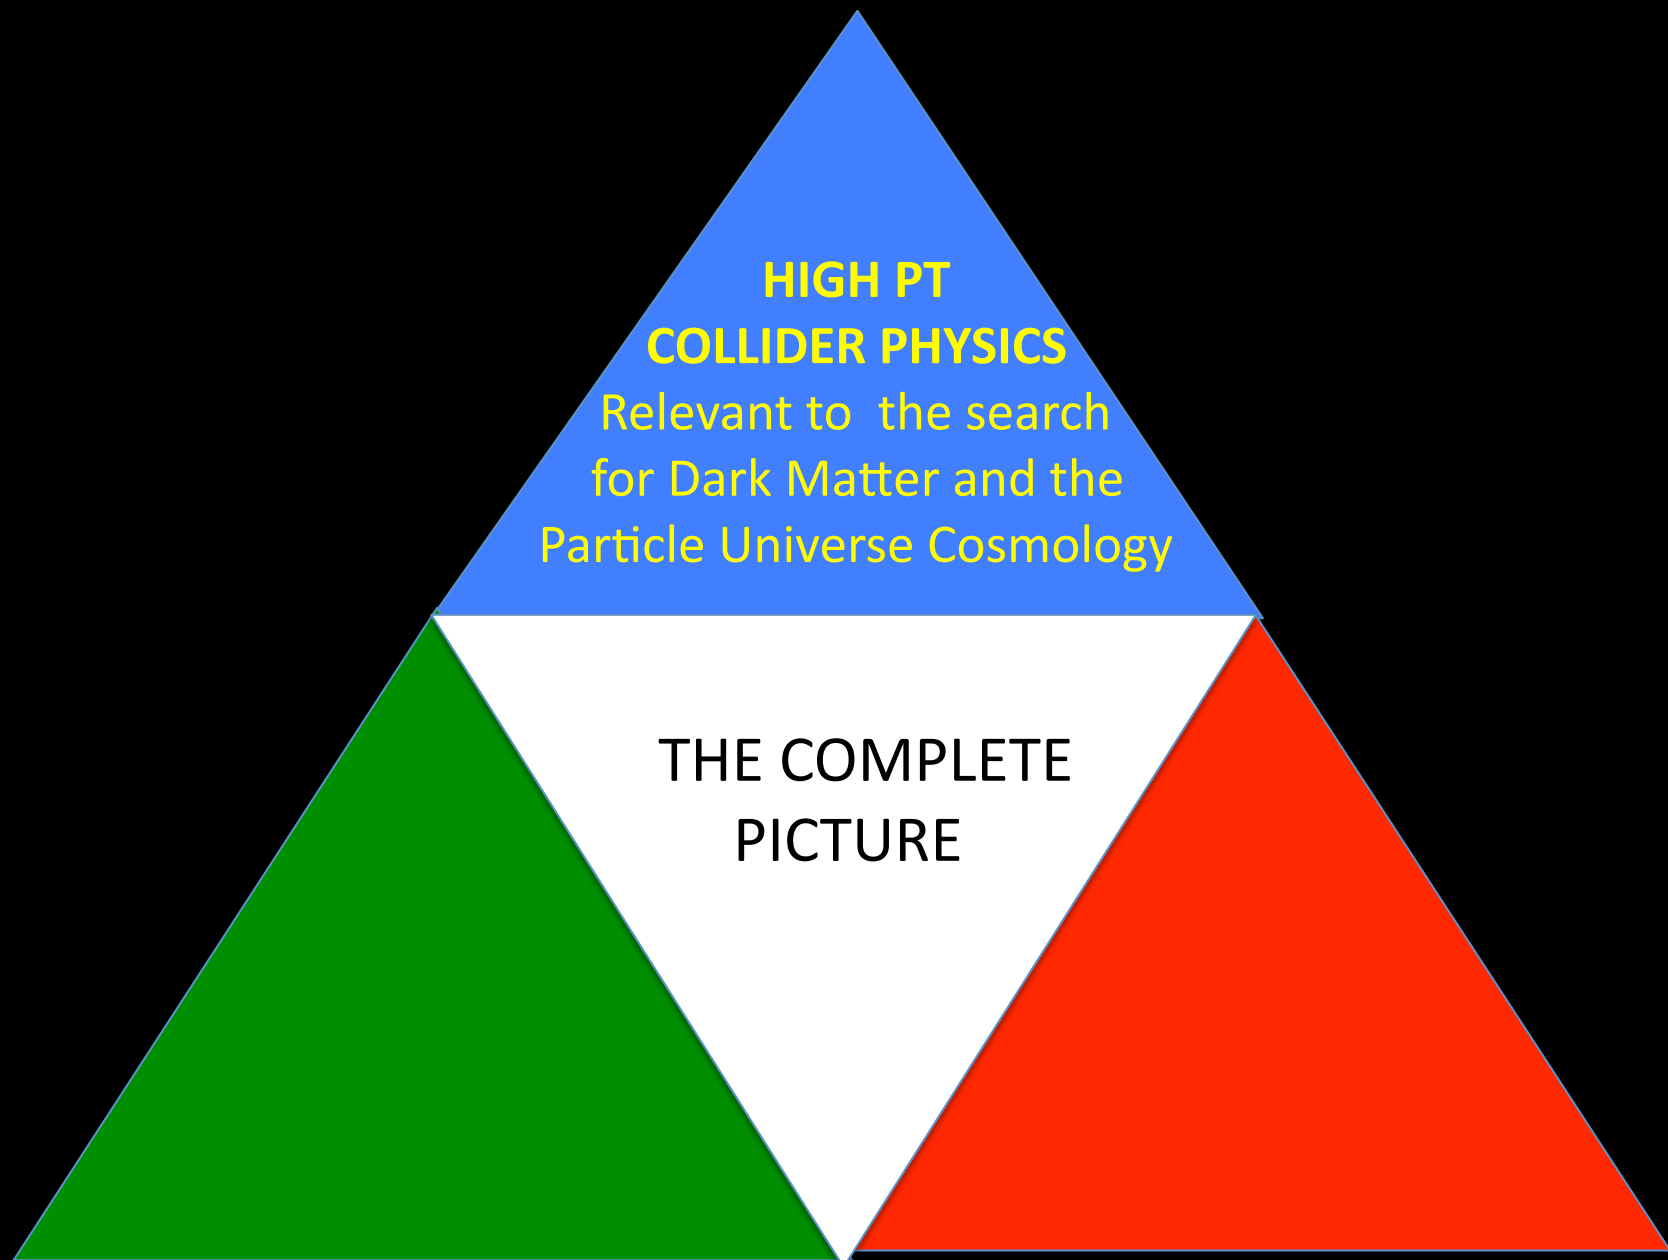 HIGH PT
COLLIDER PHYSICS
Relevant to  the search
for Dark Matter and the
Particle Universe Cosmology
THE COMPLETE
PICTURE